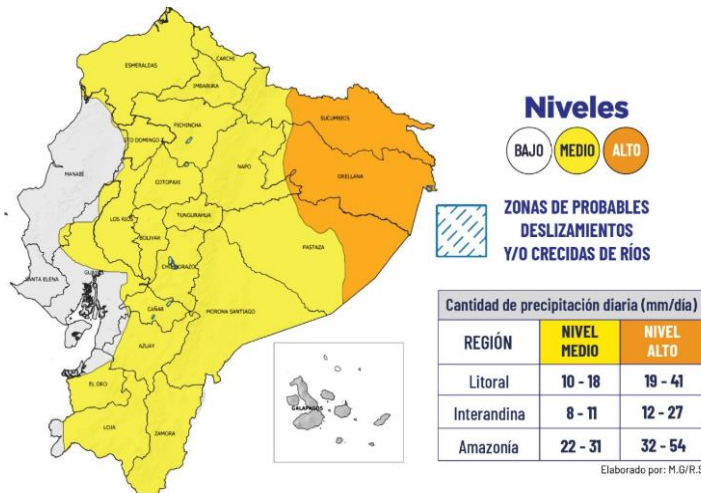 CARCHI
ESMERALDAS
IMBABURA
SUCUMBIOS
PICHINCHA
STO DOMINGO
MANABÍ
NAPO
ORELLANA
COTOPAXI
LOS RIOS
TUNGURAHUA
BOLIVAR
PASTAZA
SANTA ELENA
CHIMBORAZO
CAÑAR
MORONA SANTIAGO
AZUAY
EL ORO
LOJA
ZAMORA
GALAPAGOS
Niveles
BAJO MEDIO ALTO
ZONAS DE PROBABLES
DESLIZAMIENTOS
Y/O CRECIDAS DE RÍOS
Cantidad de precipitación diaria (mm/día)
REGIÓN NIVEL MEDIO NIVEL ALTO
Litoral 10 - 18 19 - 41
Interandina 8 - 11 12 - 27
Amazonía 22 - 31 32 - 54
Elaborado por: M.G/R.S